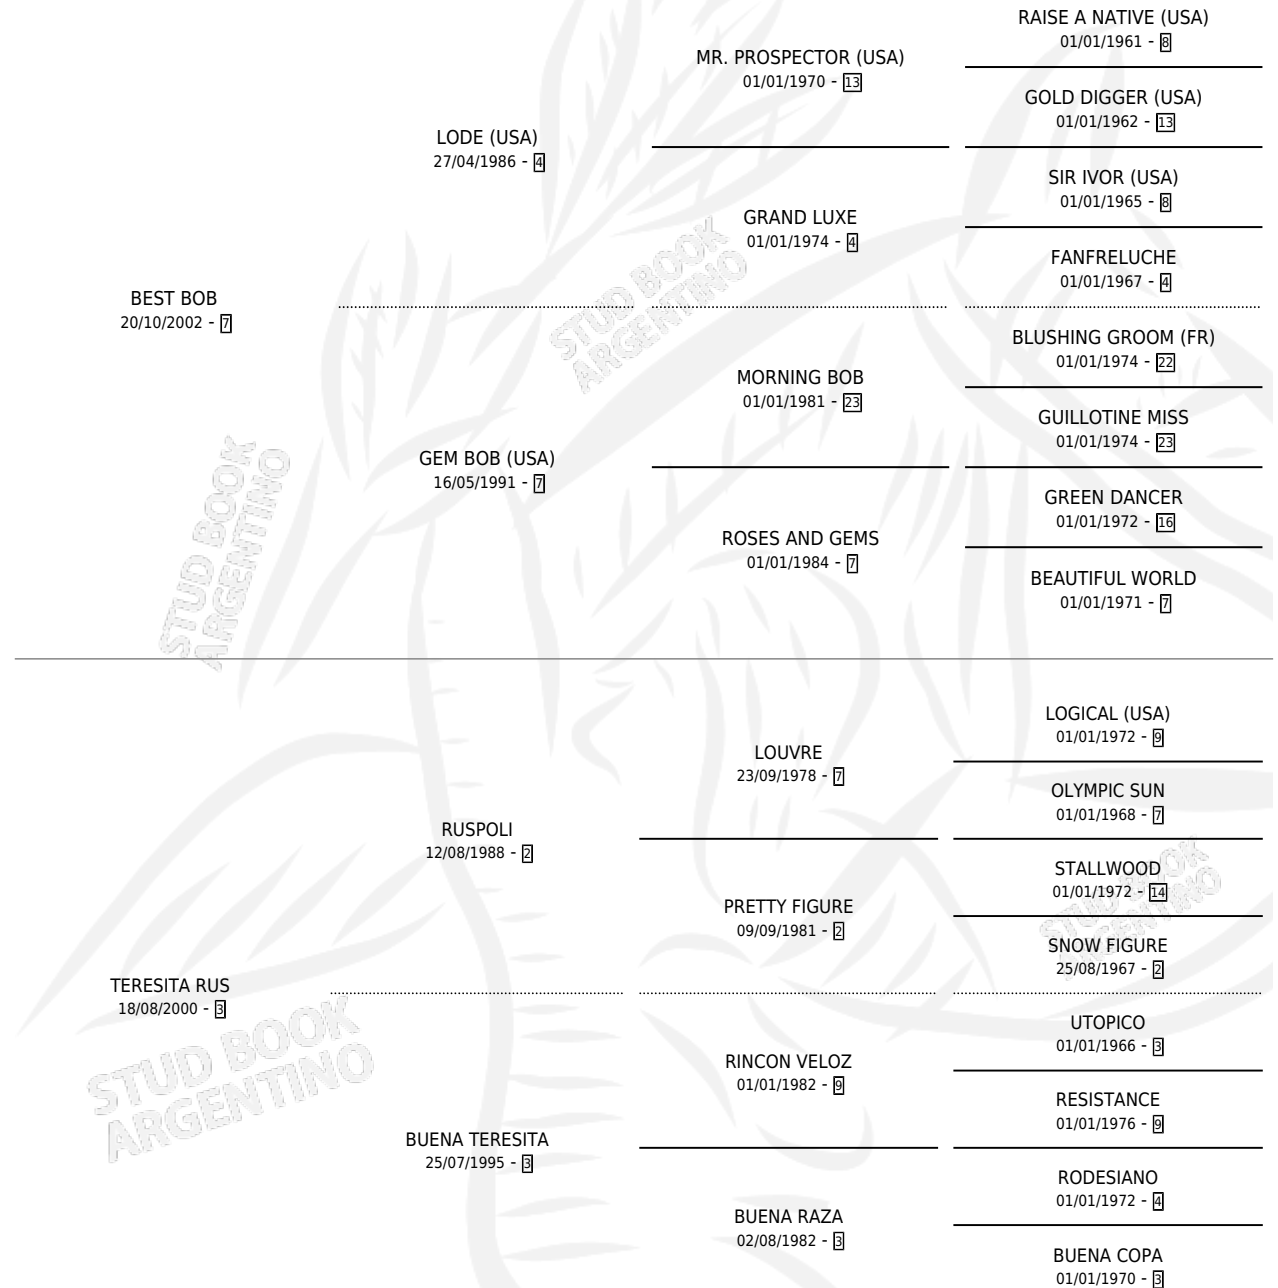 RAISE A NATIVE (USA)
01/01/1961 - 8
MR. PROSPECTOR (USA)
01/01/1970 - 13
GOLD DIGGER (USA)
01/01/1962 - 13
LODE (USA)
27/04/1986 - 4
SIR IVOR (USA)
01/01/1965 - 8
GRAND LUXE
01/01/1974 - 4
FANFRELUCHE
01/01/1967 - 4
BEST BOB
20/10/2002 - 7
BLUSHING GROOM (FR)
01/01/1974 - 22
MORNING BOB
01/01/1981 - 23
GUILLOTINE MISS
01/01/1974 - 23
GEM BOB (USA)
16/05/1991 - 7
GREEN DANCER
01/01/1972 - 16
ROSES AND GEMS
01/01/1984 - 7
BEAUTIFUL WORLD
01/01/1971 - 7
LOGICAL (USA)
01/01/1972 - 9
LOUVRE
23/09/1978 - 7
OLYMPIC SUN
01/01/1968 - 7
RUSPOLI
12/08/1988 - 2
STALLWOOD
01/01/1972 - 14
PRETTY FIGURE
09/09/1981 - 2
SNOW FIGURE
25/08/1967 - 2
TERESITA RUS
18/08/2000 - 3
UTOPICO
01/01/1966 - 3
RINCON VELOZ
01/01/1982 - 9
RESISTANCE
01/01/1976 - 9
BUENA TERESITA
25/07/1995 - 3
RODESIANO
01/01/1972 - 4
BUENA RAZA
02/08/1982 - 3
BUENA COPA
01/01/1970 - 3
STUD BOOK
ARGENTINO
STUD BOOK
ARGENTINO
STUD BOOK
ARGENTINO
STUD BOOK
ARGENTINO